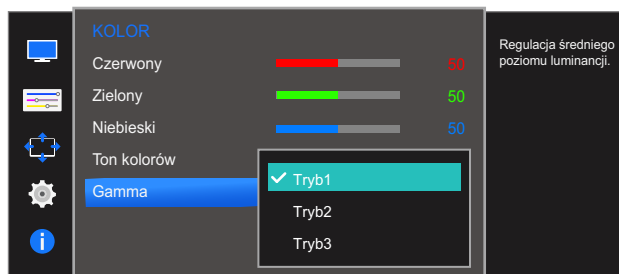 KOLOR
Czerwony 50
Zielony 50
Niebieski 50
Ton kolorów
Gamma
Tryb1
Tryb2
Tryb3
Regulacja średniego
poziomu luminancji.